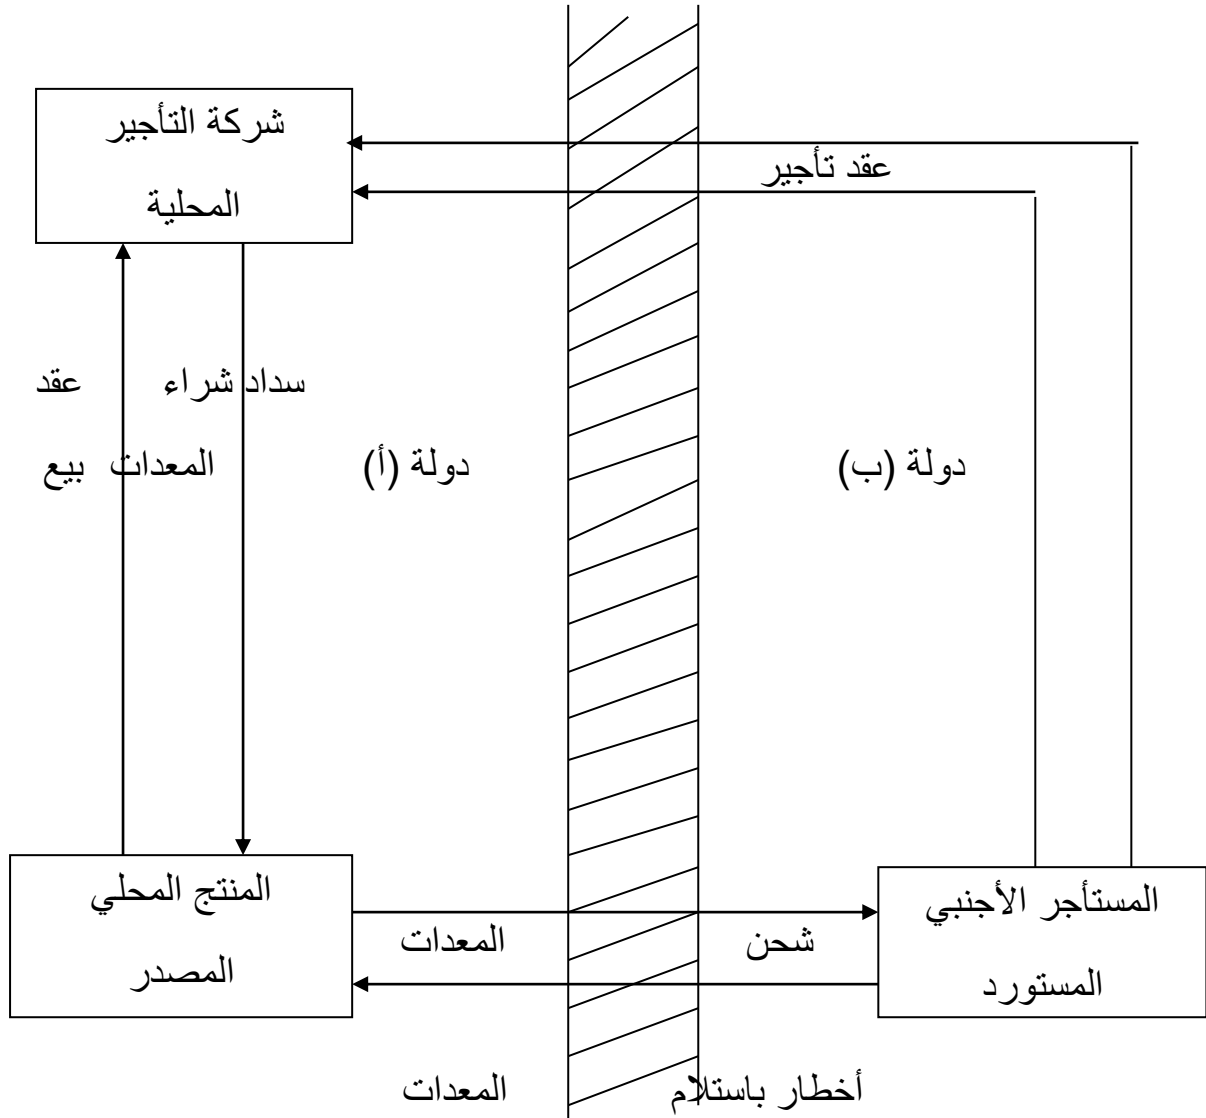 شركة التأجير
المحلية
عقد تأجير
سداد شراء
المعدات
عقد
بيع
دولة (أ)
دولة (ب)
المنتج المحلي
المصدر
المستأجر الأجنبي
المستورد
شحن
المعدات
أخطار باستلام
المعدات